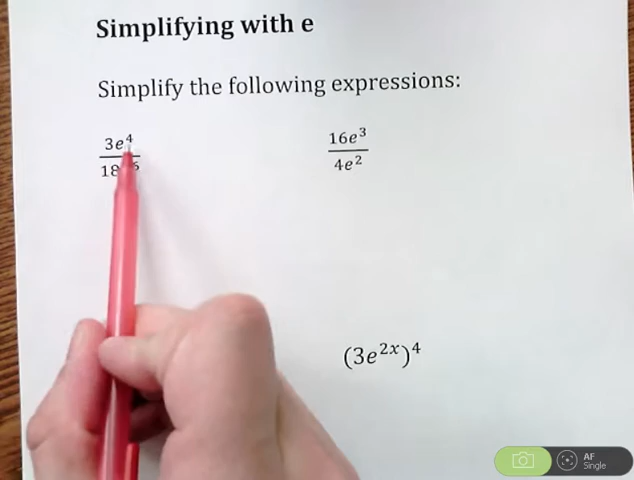 Simplifying with e
Simplify the following expressions:
3e⁴
18
16e³
4e²
(3e²ˣ)⁴
AF
Single